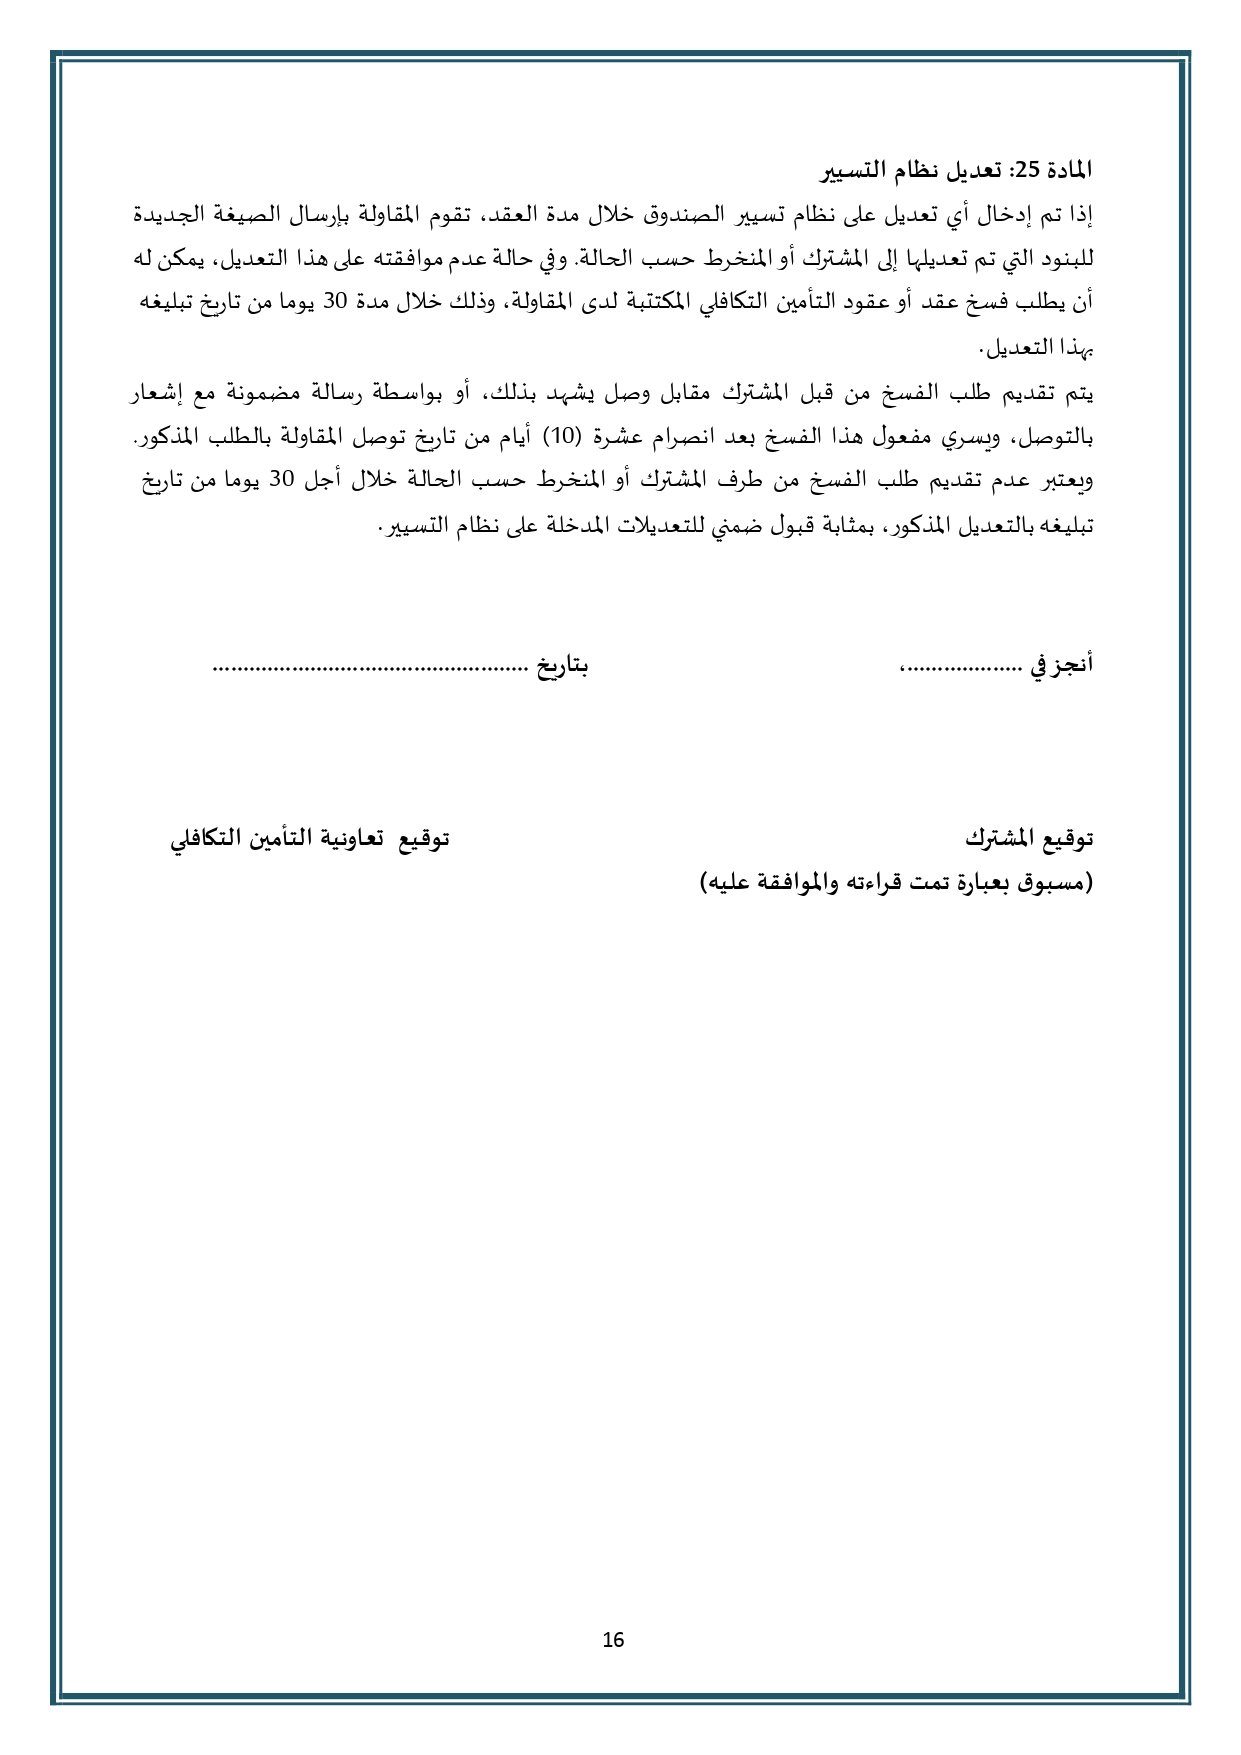 المادة 25: تعديل نظام التسيير
إذا تم إدخال أي تعديل على نظام تسيير الصندوق خلال مدة العقد، تقوم المقاولة بإرسال الصيغة الجديدة
للبنود التي تم تعديلها إلى المشترك أو المنخرط حسب الحالة. وفي حالة عدم موافقته على هذا التعديل، يمكن له
أن يطلب فسخ عقد أو عقود التأمين التكافلي المكتتبة لدى المقاولة، وذلك خلال مدة 30 يوما من تاريخ تبليغه
بهذا التعديل.
يتم تقديم طلب الفسخ من قبل المشترك مقابل وصل يشهد بذلك، أو بواسطة رسالة مضمونة مع إشعار
بالتوصل، ويسري مفعول هذا الفسخ بعد انصرام عشرة (10) أيام من تاريخ توصل المقاولة بالطلب المذكور.
ويعتبر عدم تقديم طلب الفسخ من طرف المشترك أو المنخرط حسب الحالة خلال أجل 30 يوما من تاريخ
تبليغه بالتعديل المذكور، بمثابة قبول ضمني للتعديلات المدخلة على نظام التسيير.
أنجز في ...................، بتاريخ ....................................................
توقيع المشترك توقيع تعاونية التأمين التكافلي
(مسبوق بعبارة تمت قراءته والموافقة عليه)
16